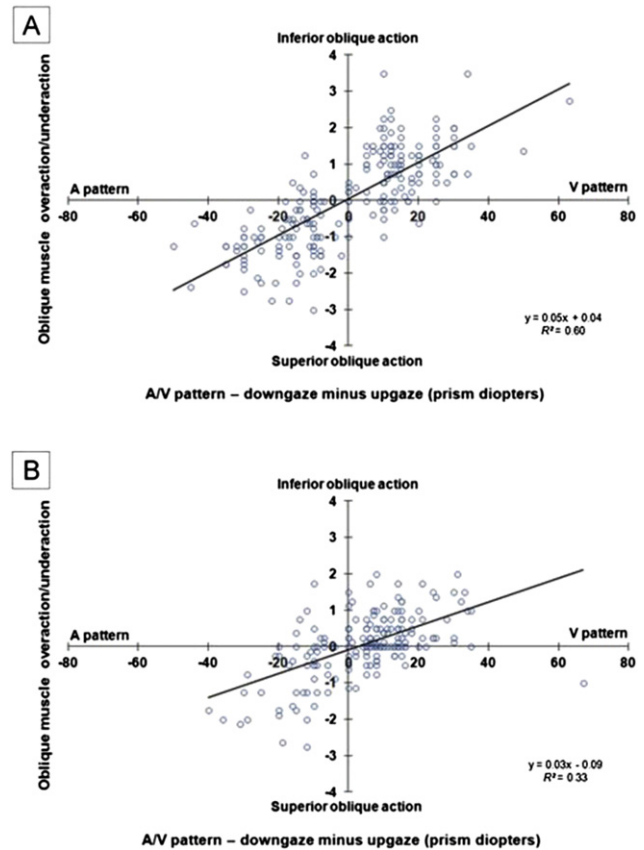 A
Inferior oblique action
4
3
2
1
A pattern
V pattern
-80 -60 -40 -20 0 20 40 60 80
0
-1
-2
-3
-4
Oblique muscle overaction/underaction
y = 0.05x + 0.04
R² = 0.60
Superior oblique action
A/V pattern – downgaze minus upgaze (prism diopters)
B
Inferior oblique action
4
3
2
1
A pattern
V pattern
-80 -60 -40 -20 0 20 40 60 80
0
-1
-2
-3
-4
Oblique muscle overaction/underaction
y = 0.03x - 0.09
R² = 0.33
Superior oblique action
A/V pattern – downgaze minus upgaze (prism diopters)